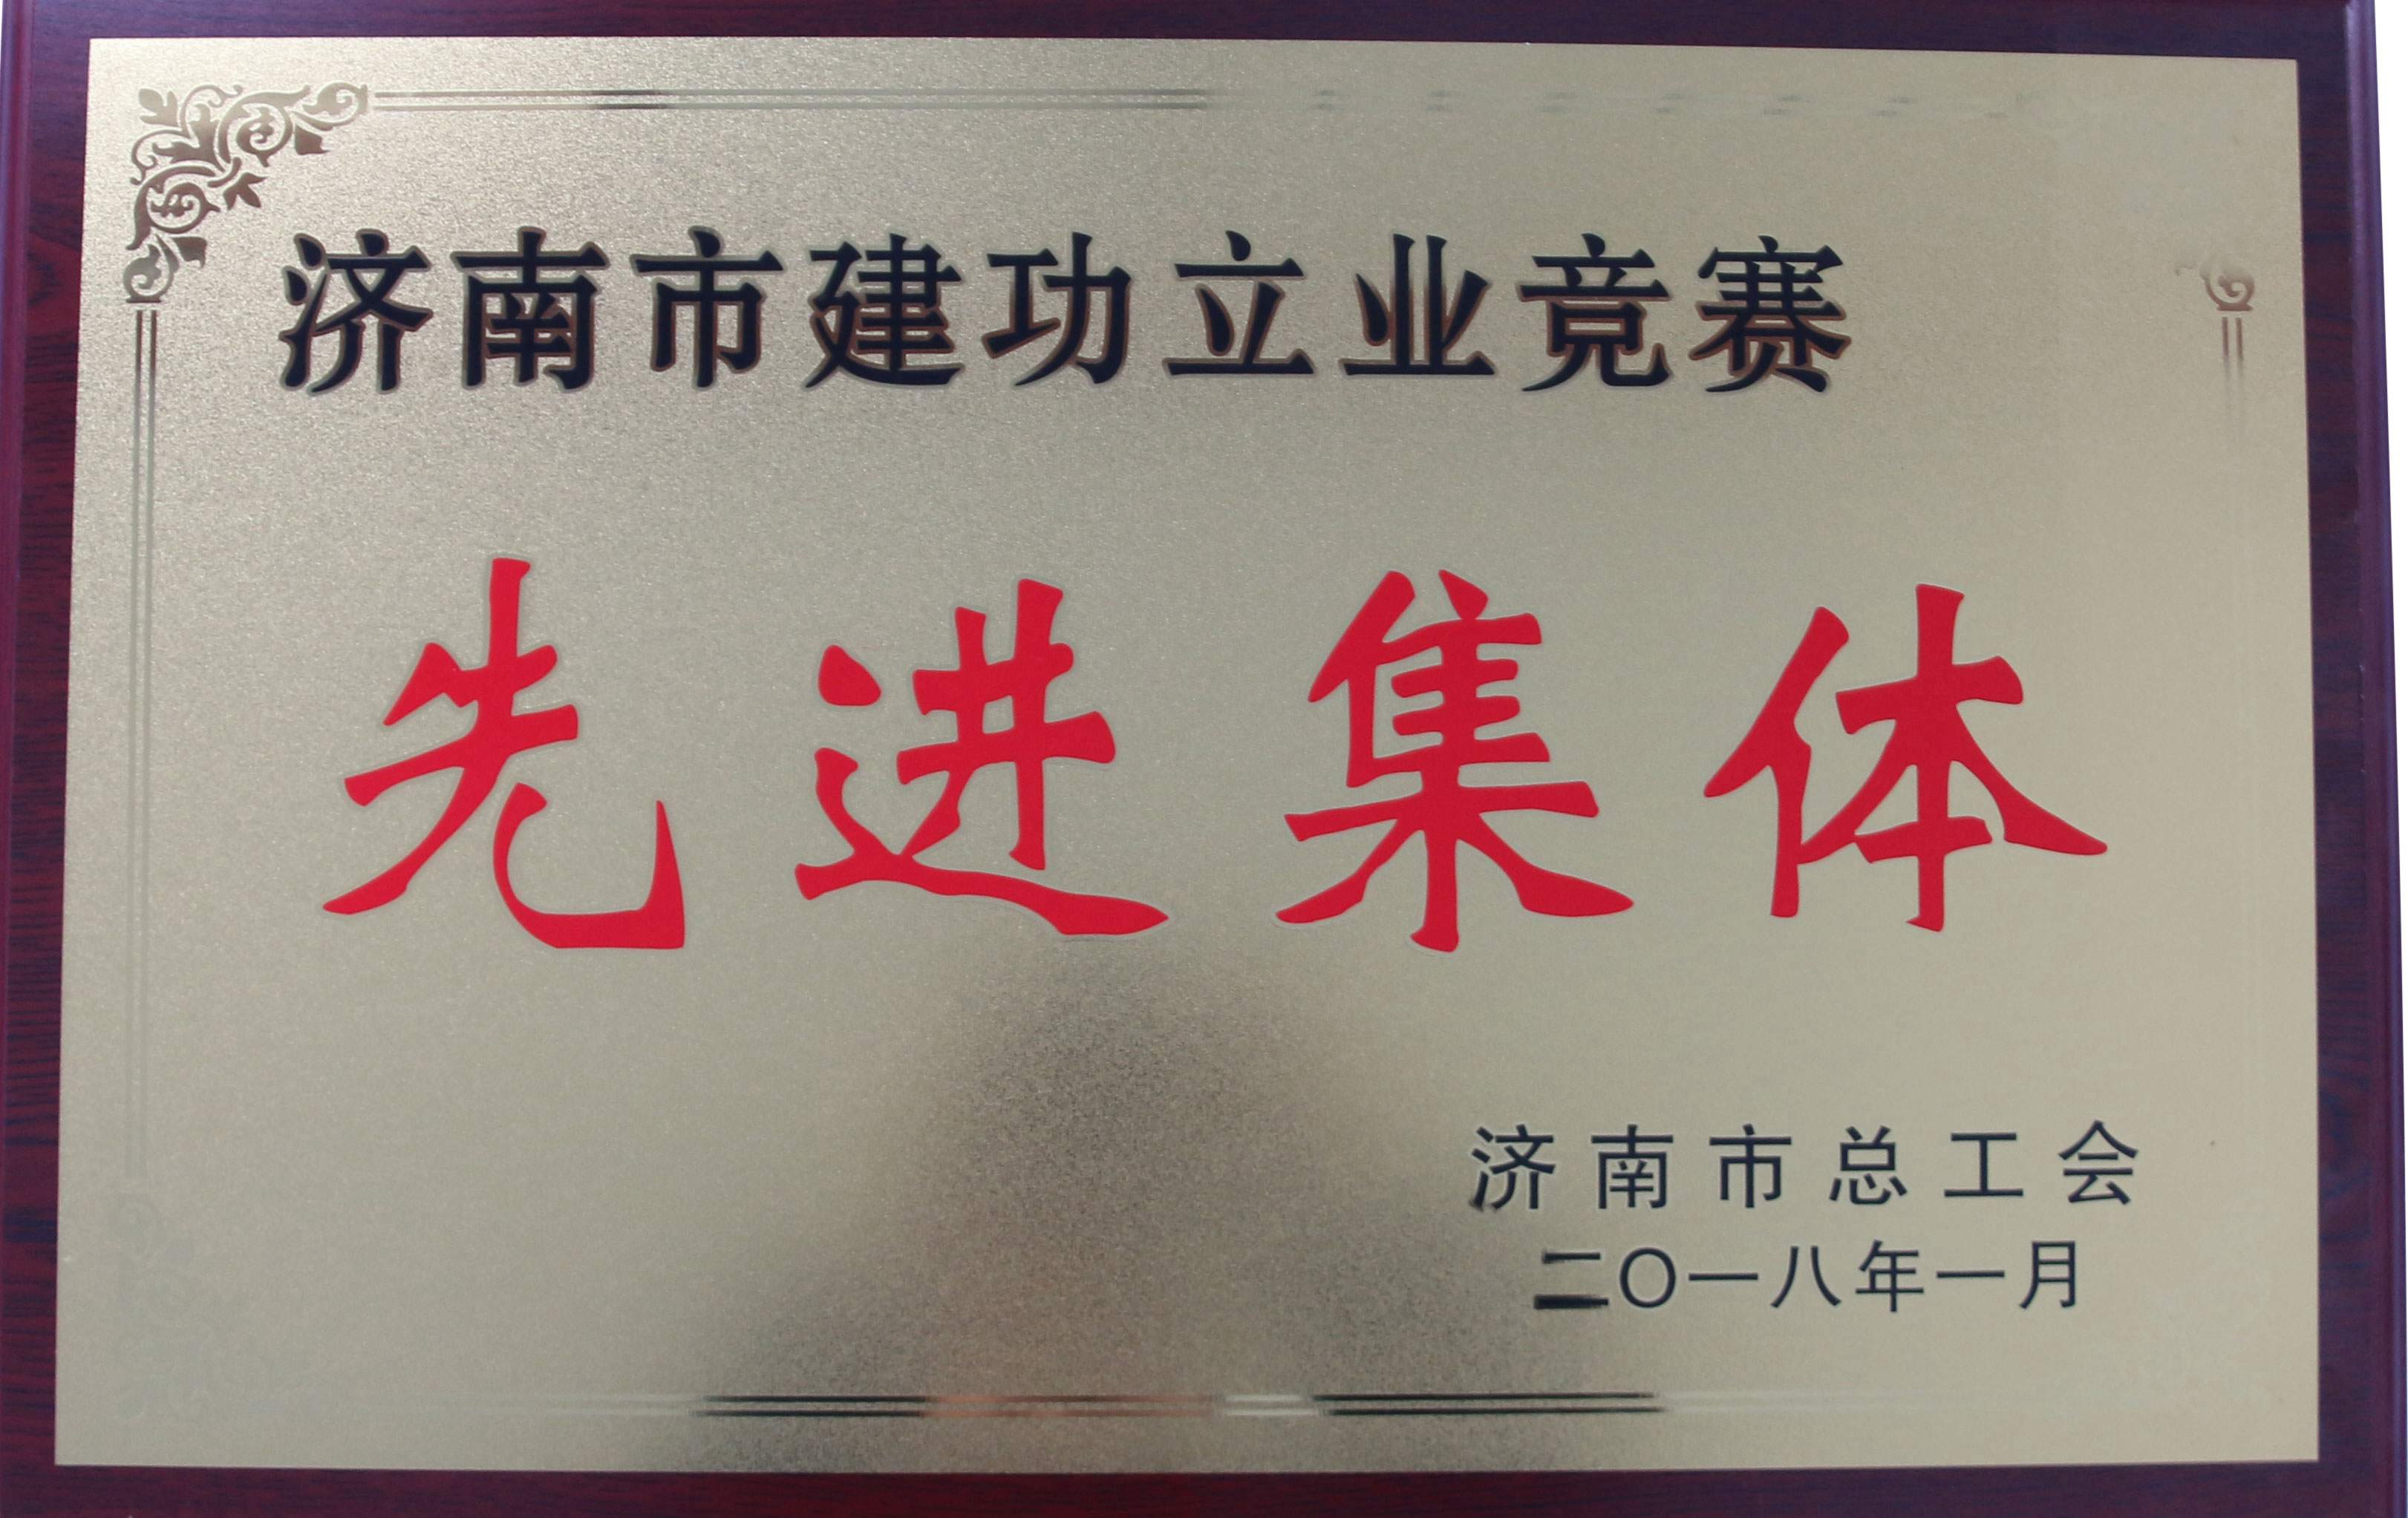 济南市建功立业竞赛
先进集体
济南市总工会
二〇一八年一月